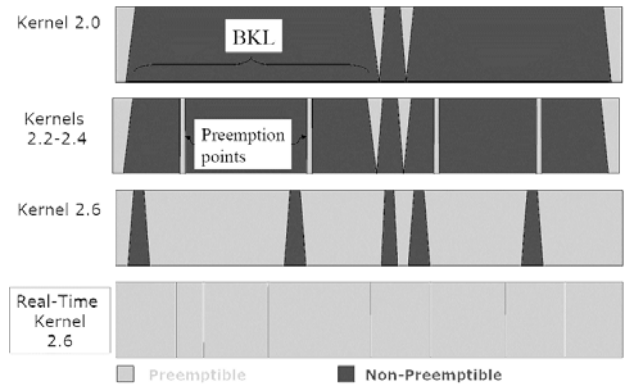 Kernel 2.0
BKL
Kernels
2.2-2.4
Preemption
points
Kernel 2.6
Real-Time
Kernel
2.6
Preemptible
Non-Preemptible